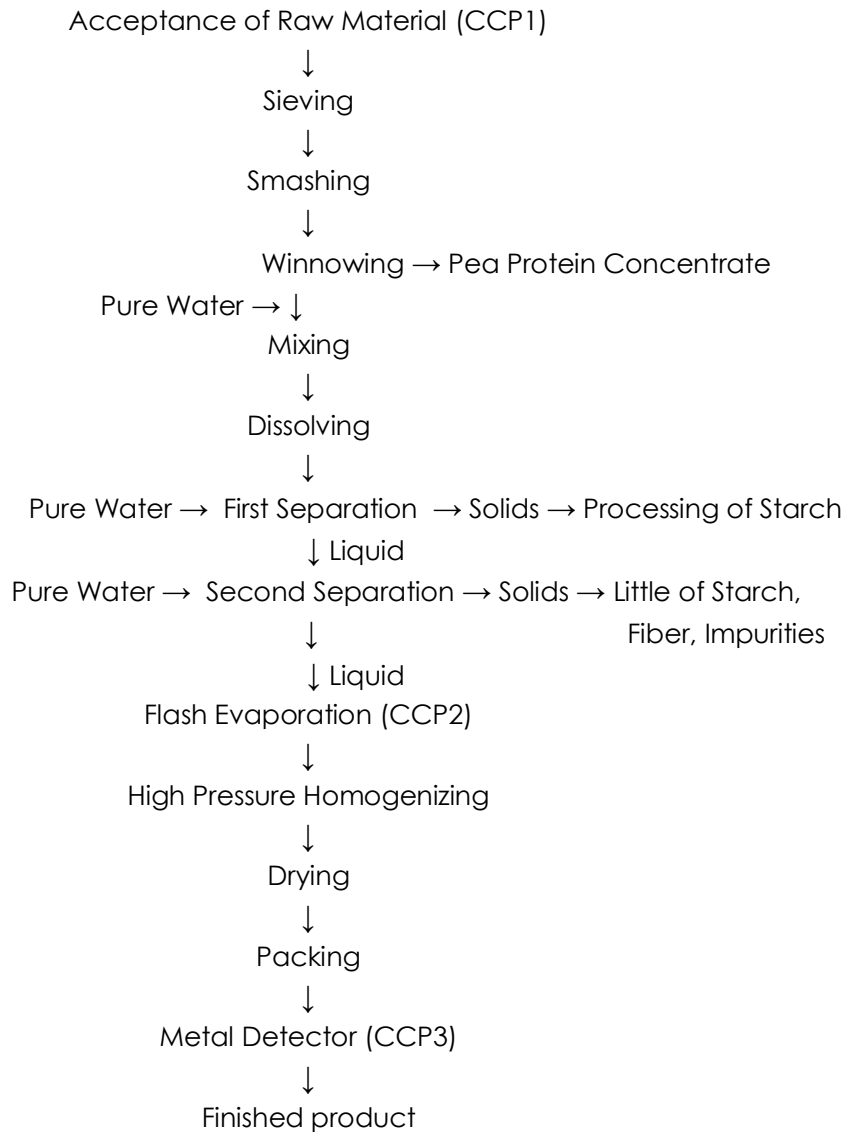 Acceptance of Raw Material (CCP1)
↓
Sieving
↓
Smashing
↓
Winnowing → Pea Protein Concentrate
Pure Water → ↓
Mixing
↓
Dissolving
↓
Pure Water → First Separation → Solids → Processing of Starch
↓ Liquid
Pure Water → Second Separation → Solids → Little of Starch,
↓ Fiber, Impurities
↓ Liquid
Flash Evaporation (CCP2)
↓
High Pressure Homogenizing
↓
Drying
↓
Packing
↓
Metal Detector (CCP3)
↓
Finished product